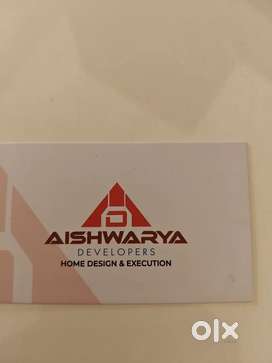 D
AISHWARYA
DEVELOPERS
HOME DESIGN & EXECUTION
olx